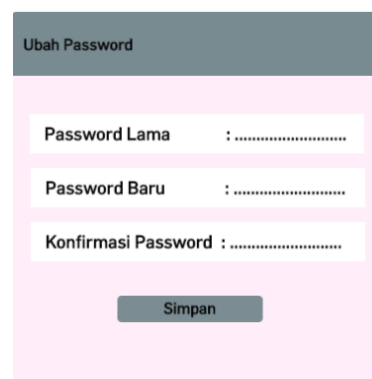 Ubah Password
Password Lama : ..........................
Password Baru : ..........................
Konfirmasi Password : ..........................
Simpan